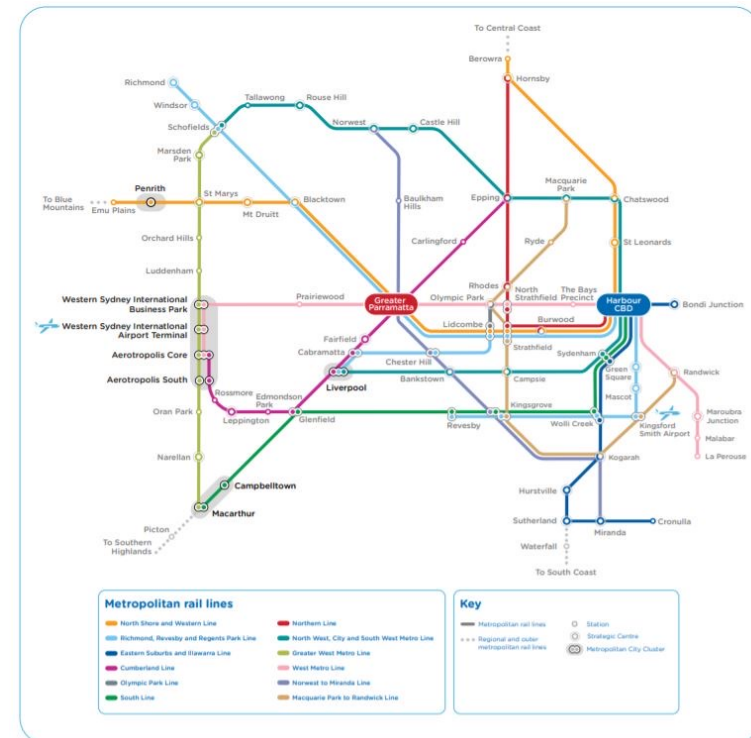 To Central Coast
Berowra
Hornsby
Richmond
Tallawong
Rouse Hill
Windsor
Schofields
Norwest
Castle Hill
Marsden
Park
Macquarie
Park
Penrith
St Marys
Blacktown
Epping
Chatswood
To Blue
Mountains
Emu Plains
Mt Druitt
Baulkham
Hills
Carlingford
Ryde
St Leonards
Orchard Hills
Luddenham
Rhodes
North
Strathfield
The Bays
Precinct
Western Sydney International
Business Park
Prairiewood
Greater
Parramatta
Olympic Park
Harbour
CBD
Bondi Junction
Western Sydney International
Airport Terminal
Lidcombe
Burwood
Fairfield
Strathfield
Aerotropolis Core
Cabramatta
Chester Hill
Sydenham
Green
Square
Randwick
Aerotropolis South
Liverpool
Bankstown
Campsie
Mascot
Rossmore
Edmondson
Park
Oran Park
Leppington
Glenfield
Revesby
Kingsgrove
Wolli Creek
Kingsford
Smith Airport
Maroubra
Junction
Malabar
Narellan
Kogarah
La Perouse
Campbelltown
Hurstville
Macarthur
Picton
Sutherland
Miranda
Cronulla
To Southern
Highlands
Waterfall
To South Coast
Metropolitan rail lines
North Shore and Western Line
Richmond, Revesby and Regents Park Line
Eastern Suburbs and Illawarra Line
Cumberland Line
Olympic Park Line
South Line
Northern Line
North West, City and South West Metro Line
Greater West Metro Line
West Metro Line
Norwest to Miranda Line
Macquarie Park to Randwick Line
Key
Metropolitan rail lines
Regional and outer
metropolitan rail lines
Station
Strategic Centre
Metropolitan City Cluster